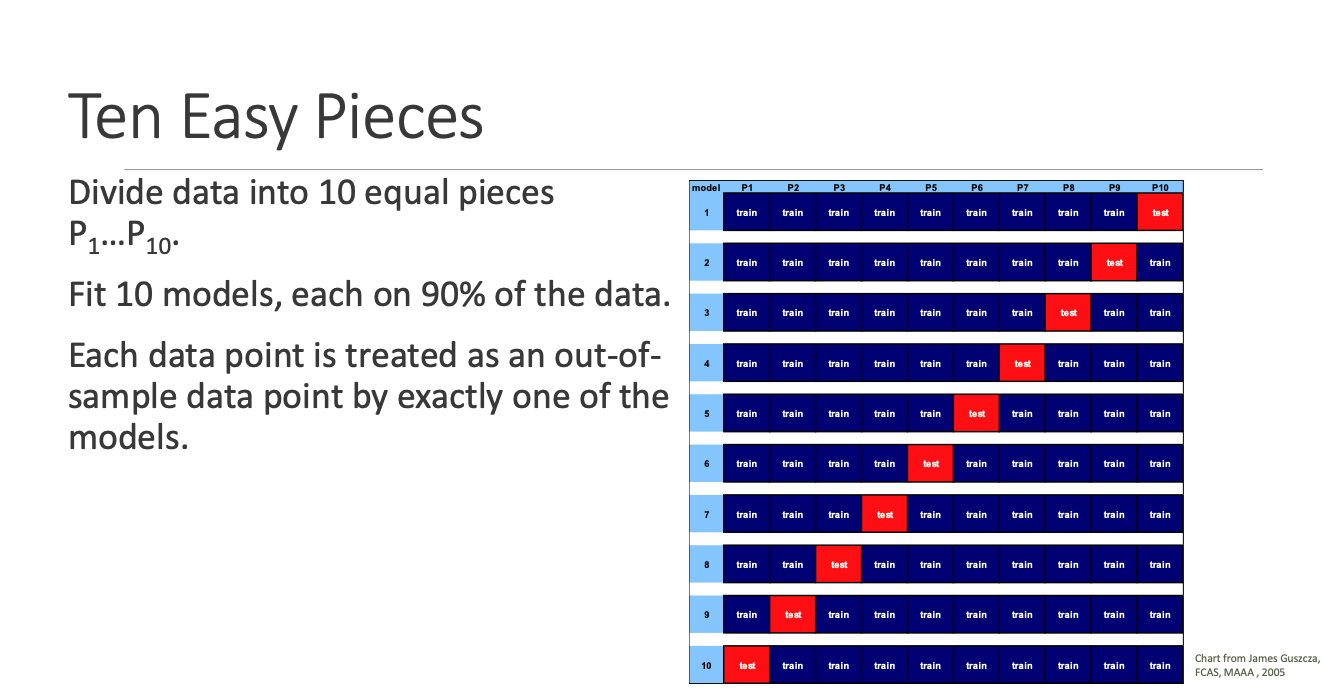 Ten Easy Pieces
Divide data into 10 equal pieces
P1…P10.
Fit 10 models, each on 90% of the data.
Each data point is treated as an out-of-
sample data point by exactly one of the
models.
model P1 P2 P3 P4 P5 P6 P7 P8 P9 P10
1 train train train train train train train train train test
2 train train train train train train train train test train
3 train train train train train train train test train train
4 train train train train train train test train train train
5 train train train train train test train train train train
6 train train train train test train train train train train
7 train train train test train train train train train train
8 train train test train train train train train train train
9 train test train train train train train train train train
10 test train train train train train train train train train
Chart from James Guszcza,
FCAS, MAAA , 2005